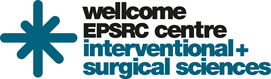 wellcome
EPSRC centre
interventional+
surgical sciences